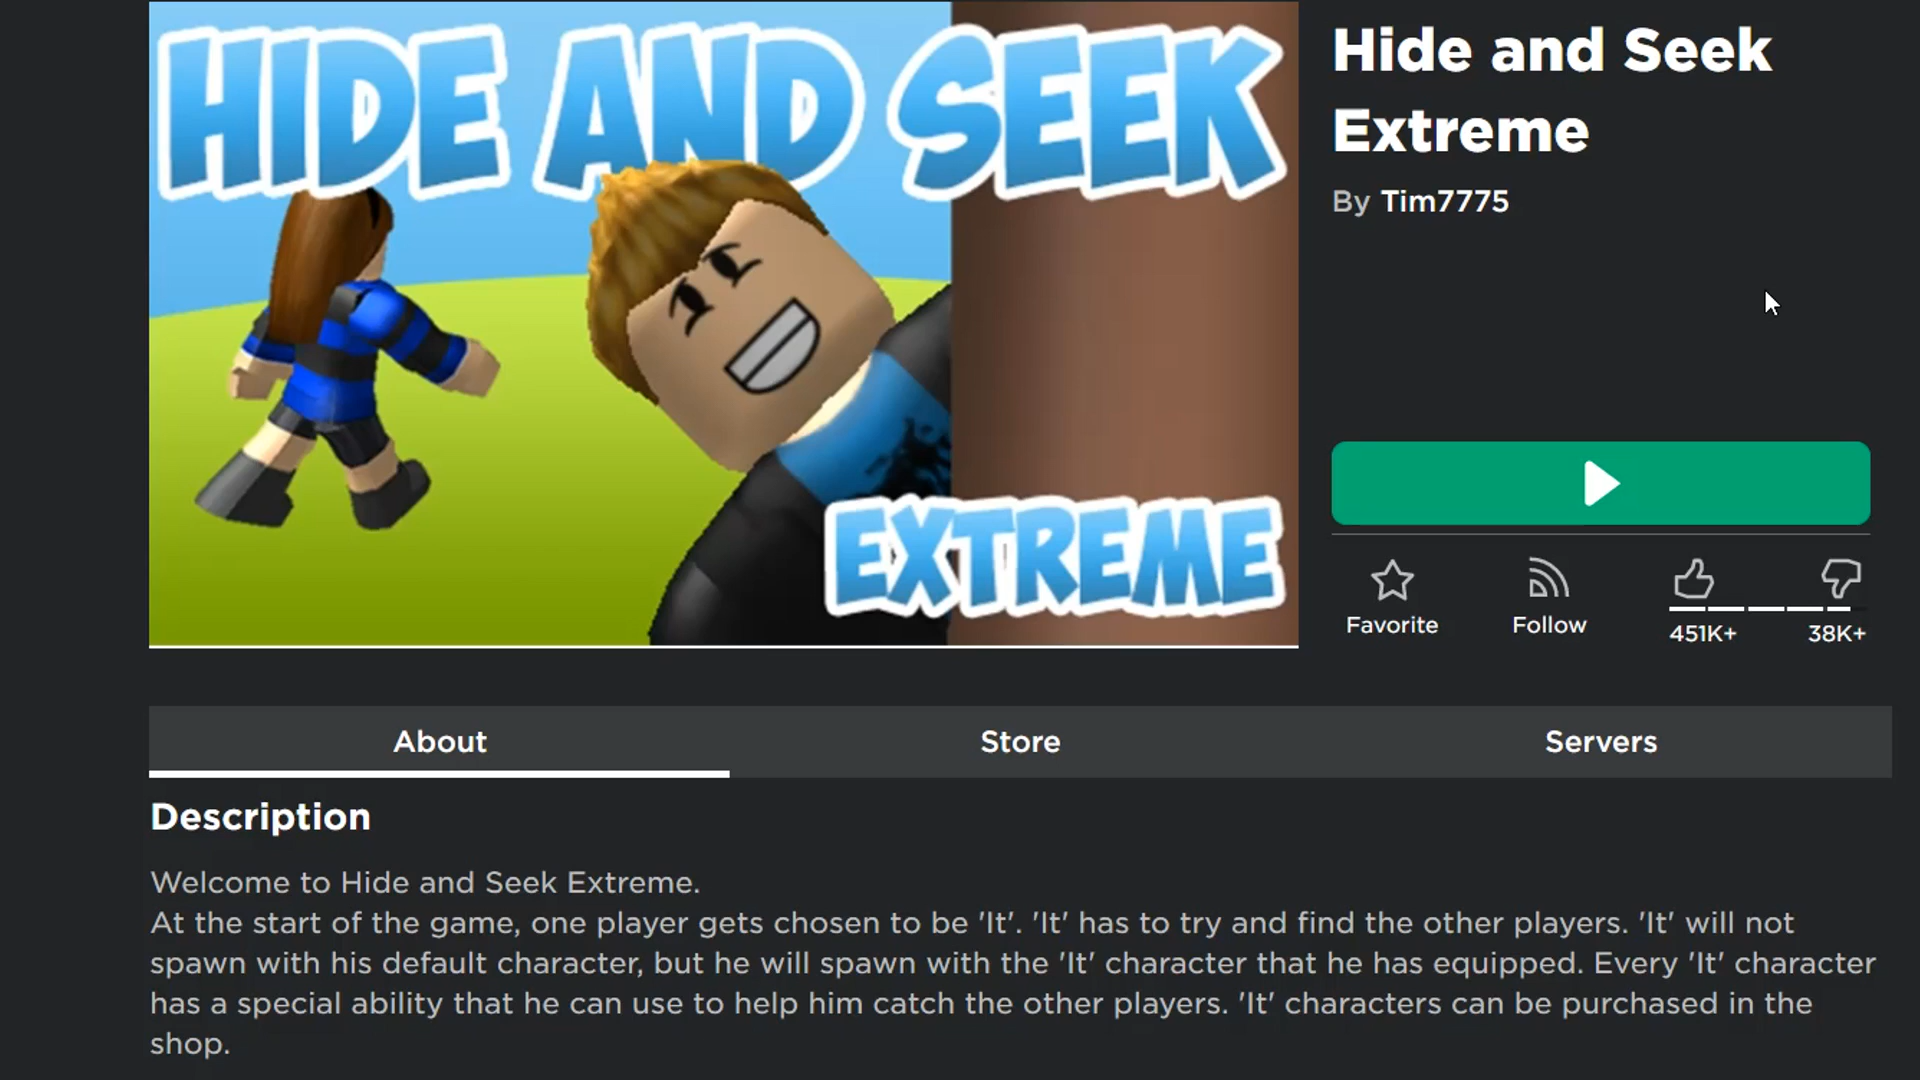 HIDE AND SEEK
EXTREME
Hide and Seek
Extreme
By Tim7775
Favorite
Follow
451K+
38K+
About
Store
Servers
Description
Welcome to Hide and Seek Extreme.
At the start of the game, one player gets chosen to be 'It'. 'It' has to try and find the other players. 'It' will not
spawn with his default character, but he will spawn with the 'It' character that he has equipped. Every 'It' character
has a special ability that he can use to help him catch the other players. 'It' characters can be purchased in the
shop.